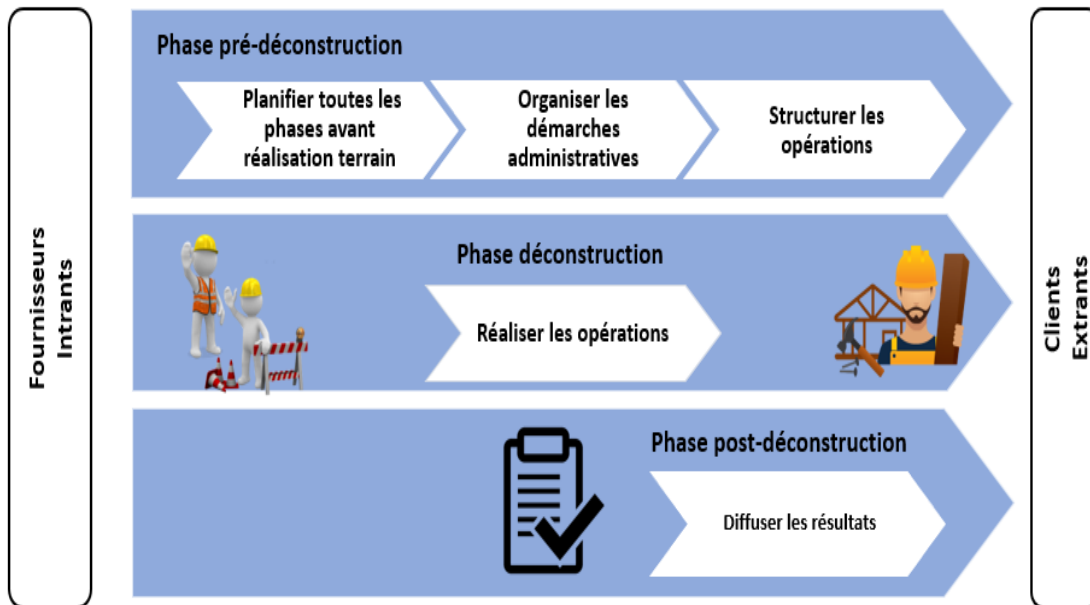 Fournisseurs
Intrants
Phase pré-déconstruction
Planifier toutes les
phases avant
réalisation terrain
Organiser les
démarches
administratives
Structurer les
opérations
Phase déconstruction
Réaliser les opérations
Phase post-déconstruction
Diffuser les résultats
Clients
Extrants